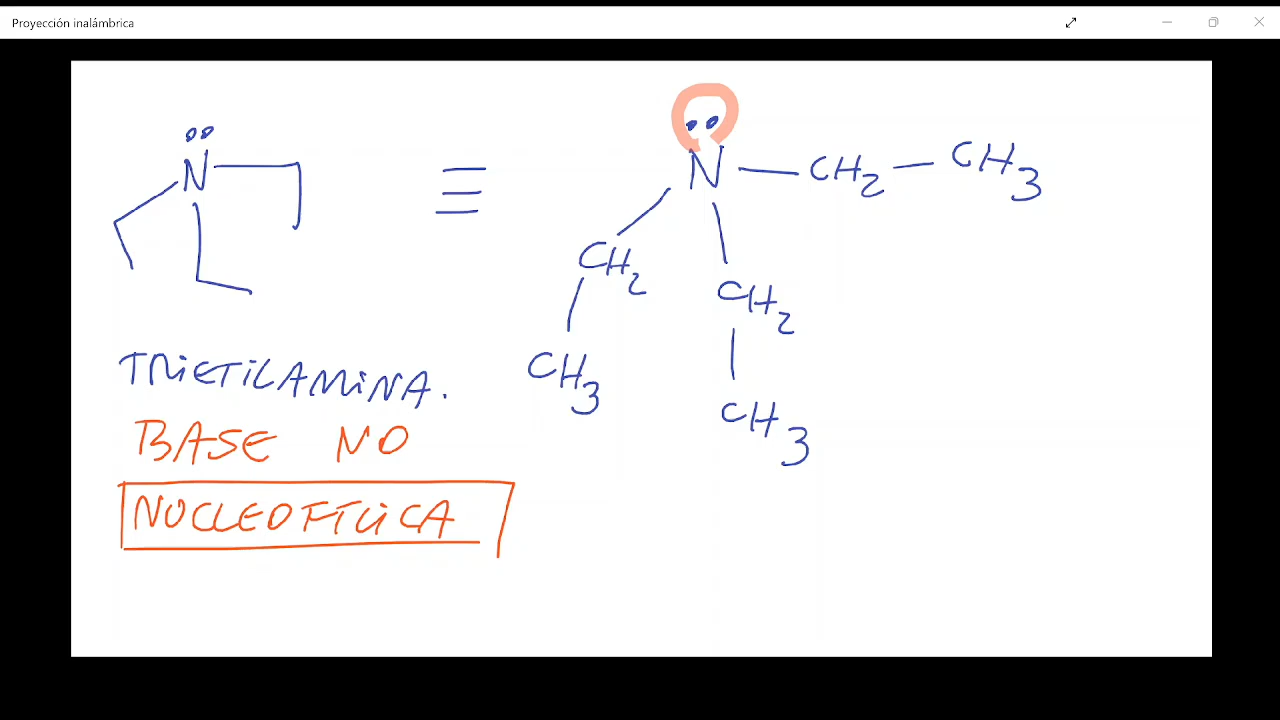 Proyección inalámbrica
N
≡
N — CH2 — CH3
CH2
CH2
CH3
CH3
TRIETILAMINA.
BASE NO
NUCLEOFILICA